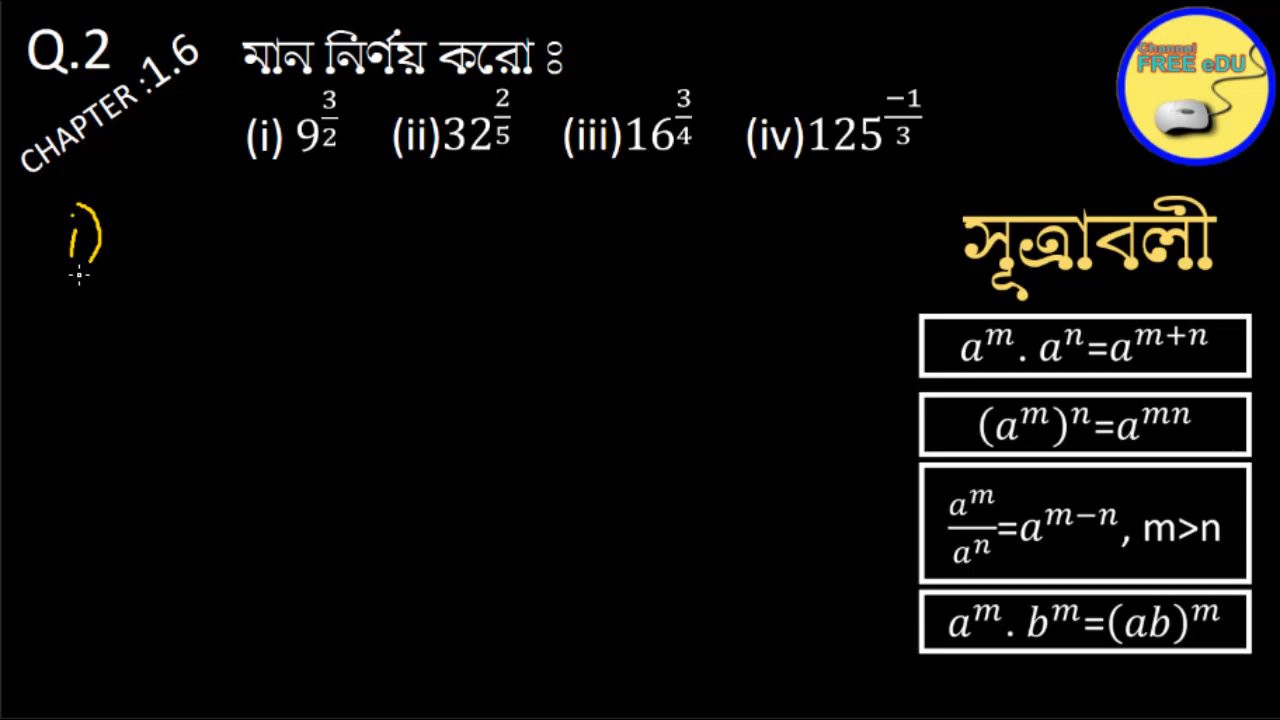 Q.2
CHAPTER :1.6
মান নির্ণয় করো ঃ
(i) 9^{3/2} (ii)32^{2/5} (iii)16^{3/4} (iv)125^{-1/3}
Channel
FREE eDU
i)
সূত্রাবলী
a^m. a^n=a^{m+n}
(a^m)^n=a^{mn}
a^m/a^n=a^{m-n}, m>n
a^m. b^m=(ab)^m